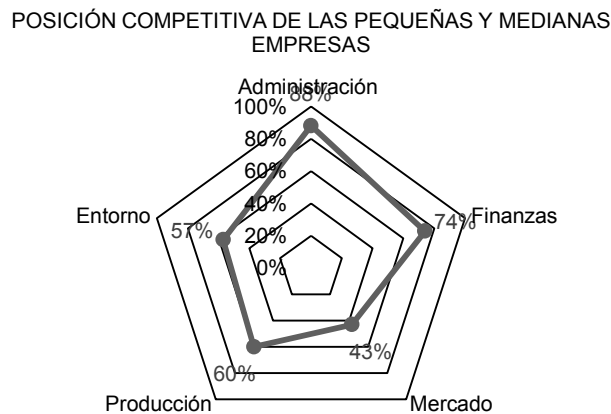 POSICIÓN COMPETITIVA DE LAS PEQUEÑAS Y MEDIANAS
EMPRESAS
Administración
88%
100%
80%
60%
40%
20%
0%
Entorno
57%
Finanzas
74%
43%
60%
Producción
Mercado